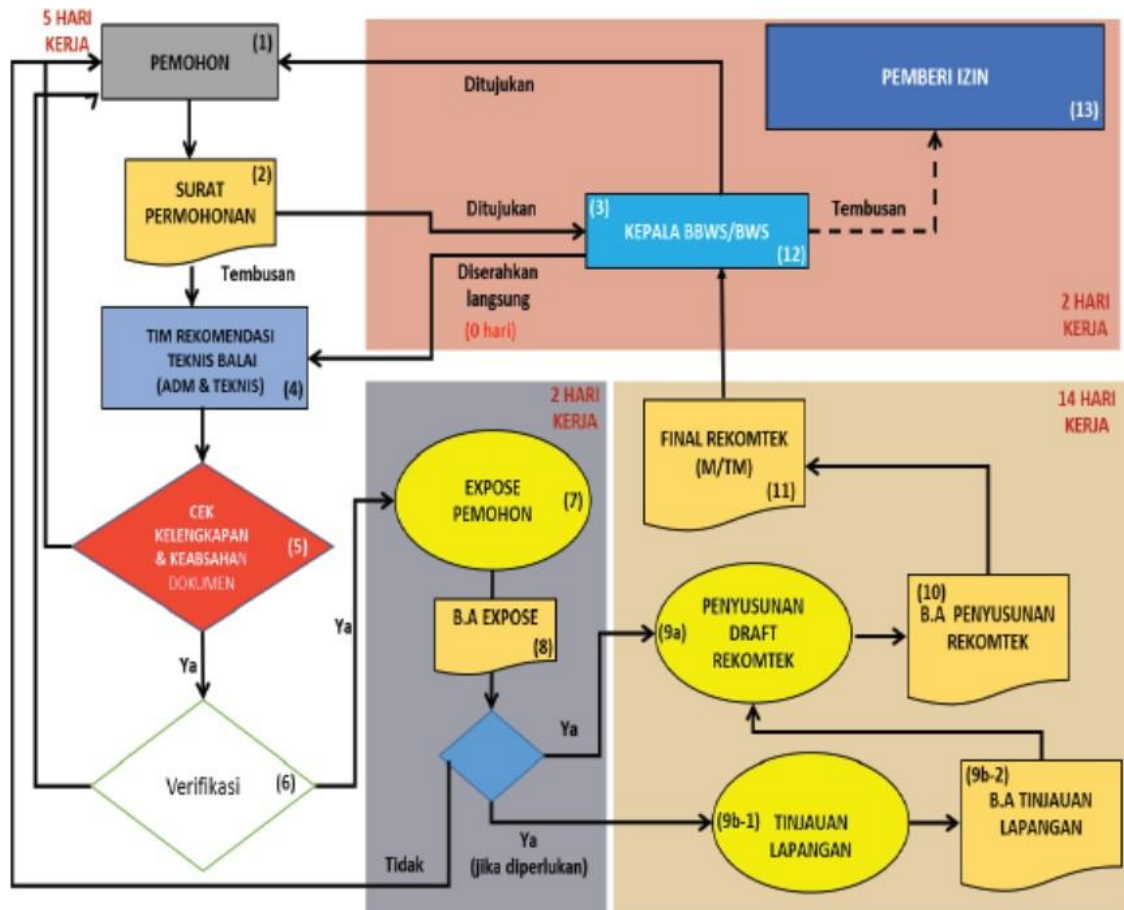 5 HARI
KERJA
(1)
PEMOHON
Ditujukan
PEMBERI IZIN
(13)
(2)
SURAT
PERMOHONAN
Ditujukan
(3)
KEPALA BBWS/BWS
(12)
Tembusan
Tembusan
Diserahkan
langsung
(0 hari)
2 HARI
KERJA
TIM REKOMENDASI
TEKNIS BALAI
(ADM & TEKNIS)
(4)
2 HARI
KERJA
14 HARI
KERJA
CEK
KELENGKAPAN
& KEABSAHAN
DOKUMEN
(5)
Ya
Verifikasi
(6)
Ya
EXPOSE
PEMOHON
(7)
B.A EXPOSE
(8)
Ya
Ya
(jika diperlukan)
Tidak
FINAL REKOMTEK
(M/TM)
(11)
(9a)
PENYUSUNAN
DRAFT
REKOMTEK
(10)
B.A PENYUSUNAN
REKOMTEK
(9b-1)
TINJAUAN
LAPANGAN
(9b-2)
B.A TINJAUAN
LAPANGAN